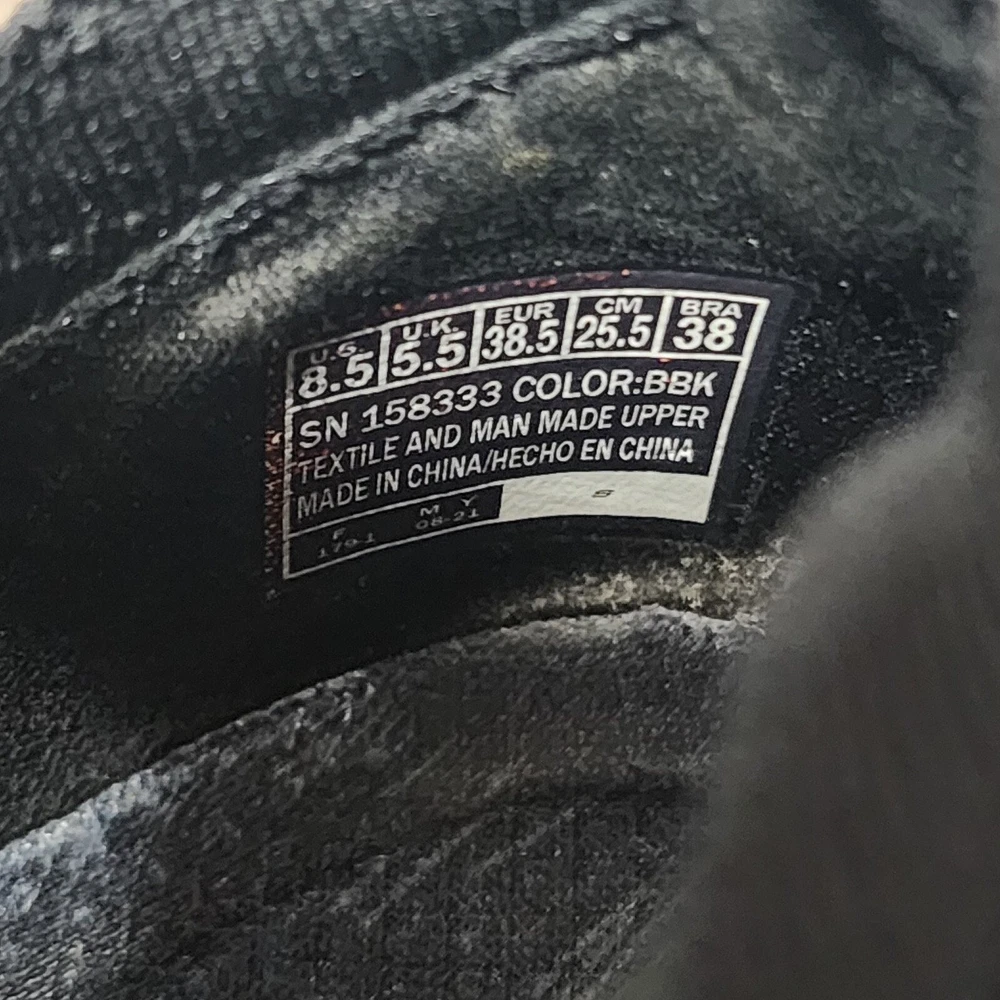 U.S. U.K. EUR CM BRA
8.5 5.5 38.5 25.5 38
SN 158333 COLOR:BBK
TEXTILE AND MAN MADE UPPER
MADE IN CHINA/HECHO EN CHINA
F M Y S
1791 08-21